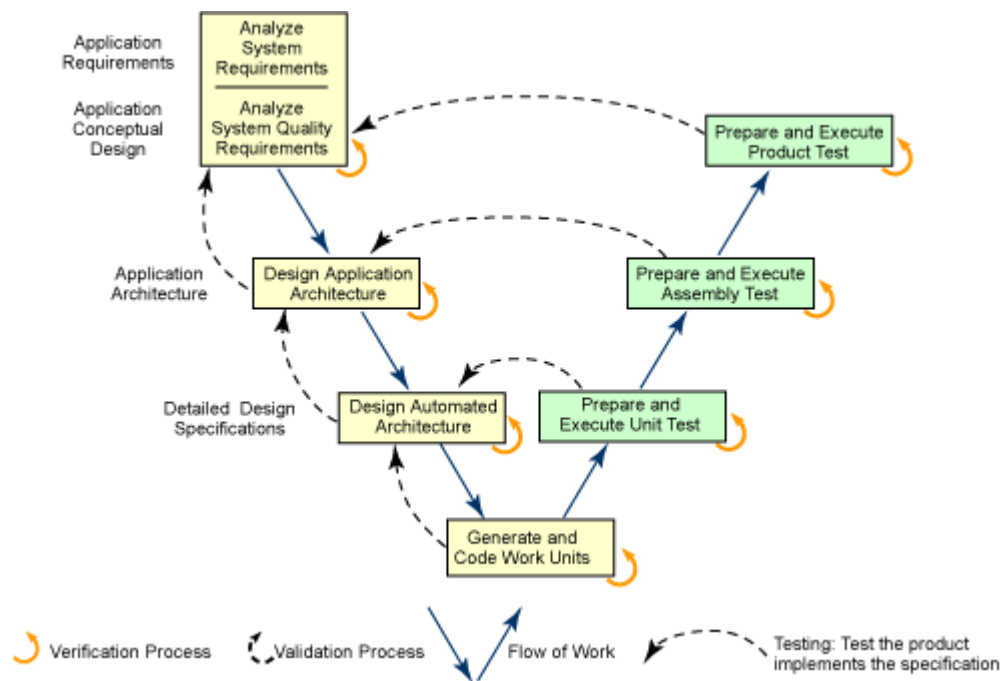 Application
Requirements
Analyze
System
Requirements
Application
Conceptual
Design
Analyze
System Quality
Requirements
Prepare and Execute
Product Test
Application
Architecture
Design Application
Architecture
Prepare and Execute
Assembly Test
Detailed Design
Specifications
Design Automated
Architecture
Prepare and
Execute Unit Test
Generate and
Code Work Units
Verification Process
Validation Process
Flow of Work
Testing: Test the product
implements the specification